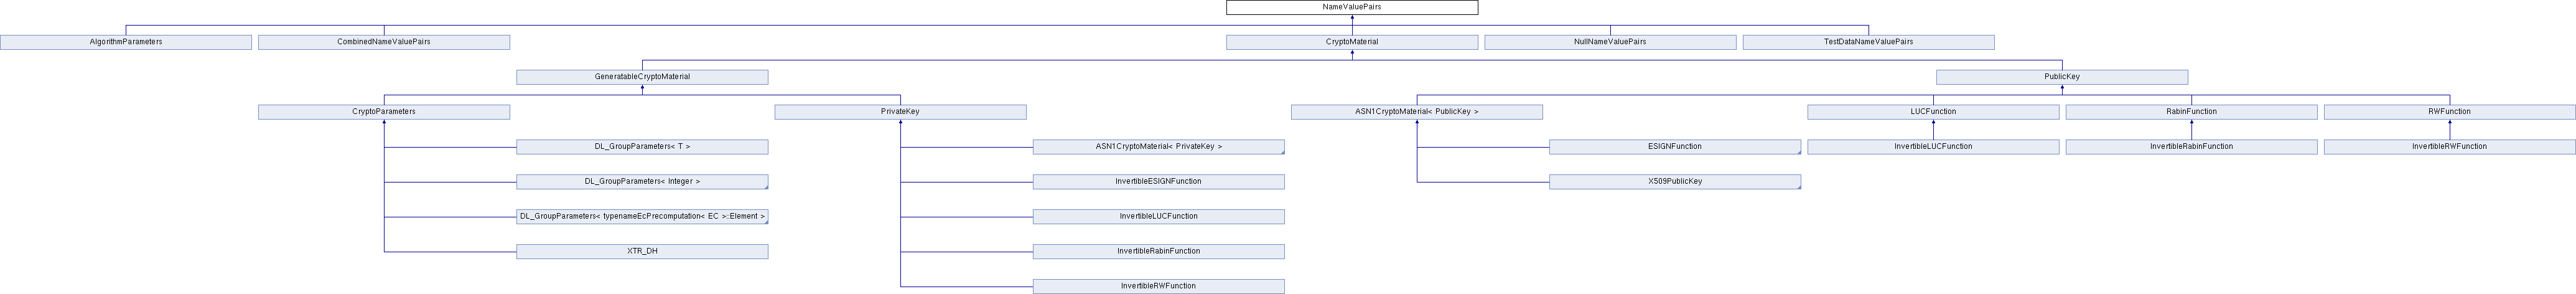 NameValuePairs
AlgorithmParameters
CombinedNameValuePairs
CryptoMaterial
NullNameValuePairs
TestDataNameValuePairs
GeneratableCryptoMaterial
PublicKey
CryptoParameters
PrivateKey
ASN1CryptoMaterial< PublicKey >
LUCFunction
RabinFunction
RWFunction
DL_GroupParameters< T >
ASN1CryptoMaterial< PrivateKey >
ESIGNFunction
InvertibleLUCFunction
InvertibleRabinFunction
InvertibleRWFunction
DL_GroupParameters< Integer >
InvertibleESIGNFunction
X509PublicKey
DL_GroupParameters< typenameEcPrecomputation< EC >::Element >
InvertibleLUCFunction
XTR_DH
InvertibleRabinFunction
InvertibleRWFunction